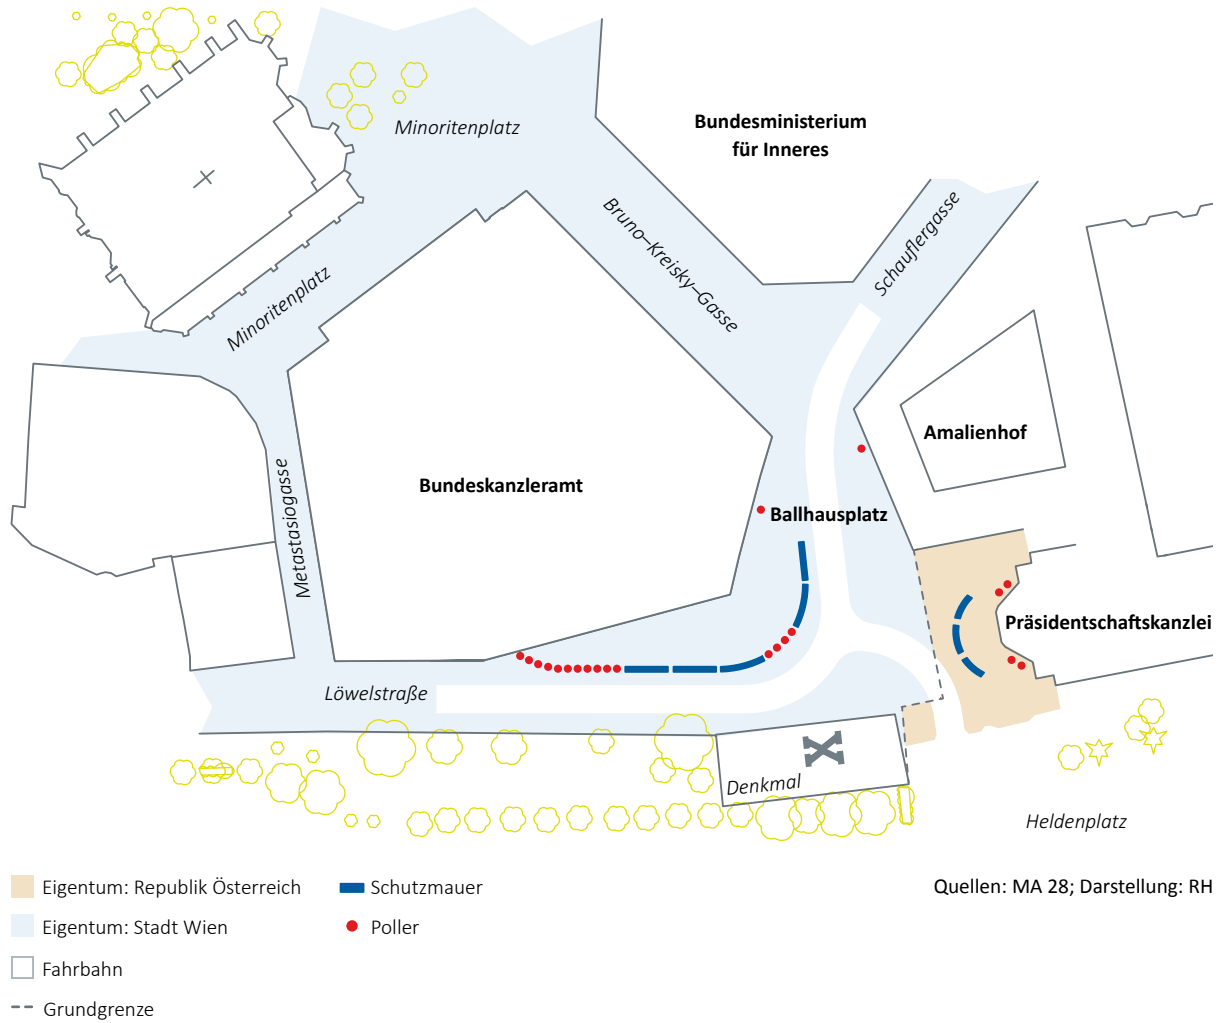 Minoritenplatz
Bundesministerium
für Inneres
Bruno–Kreisky–Gasse
Schauflergasse
Minoritenplatz
Amalienhof
Bundeskanzleramt
Metastasiogasse
Ballhausplatz
Präsidentschaftskanzlei
Löwelstraße
Denkmal
Heldenplatz
Eigentum: Republik Österreich
Schutzmauer
Quellen: MA 28; Darstellung: RH
Eigentum: Stadt Wien
Poller
Fahrbahn
Grundgrenze